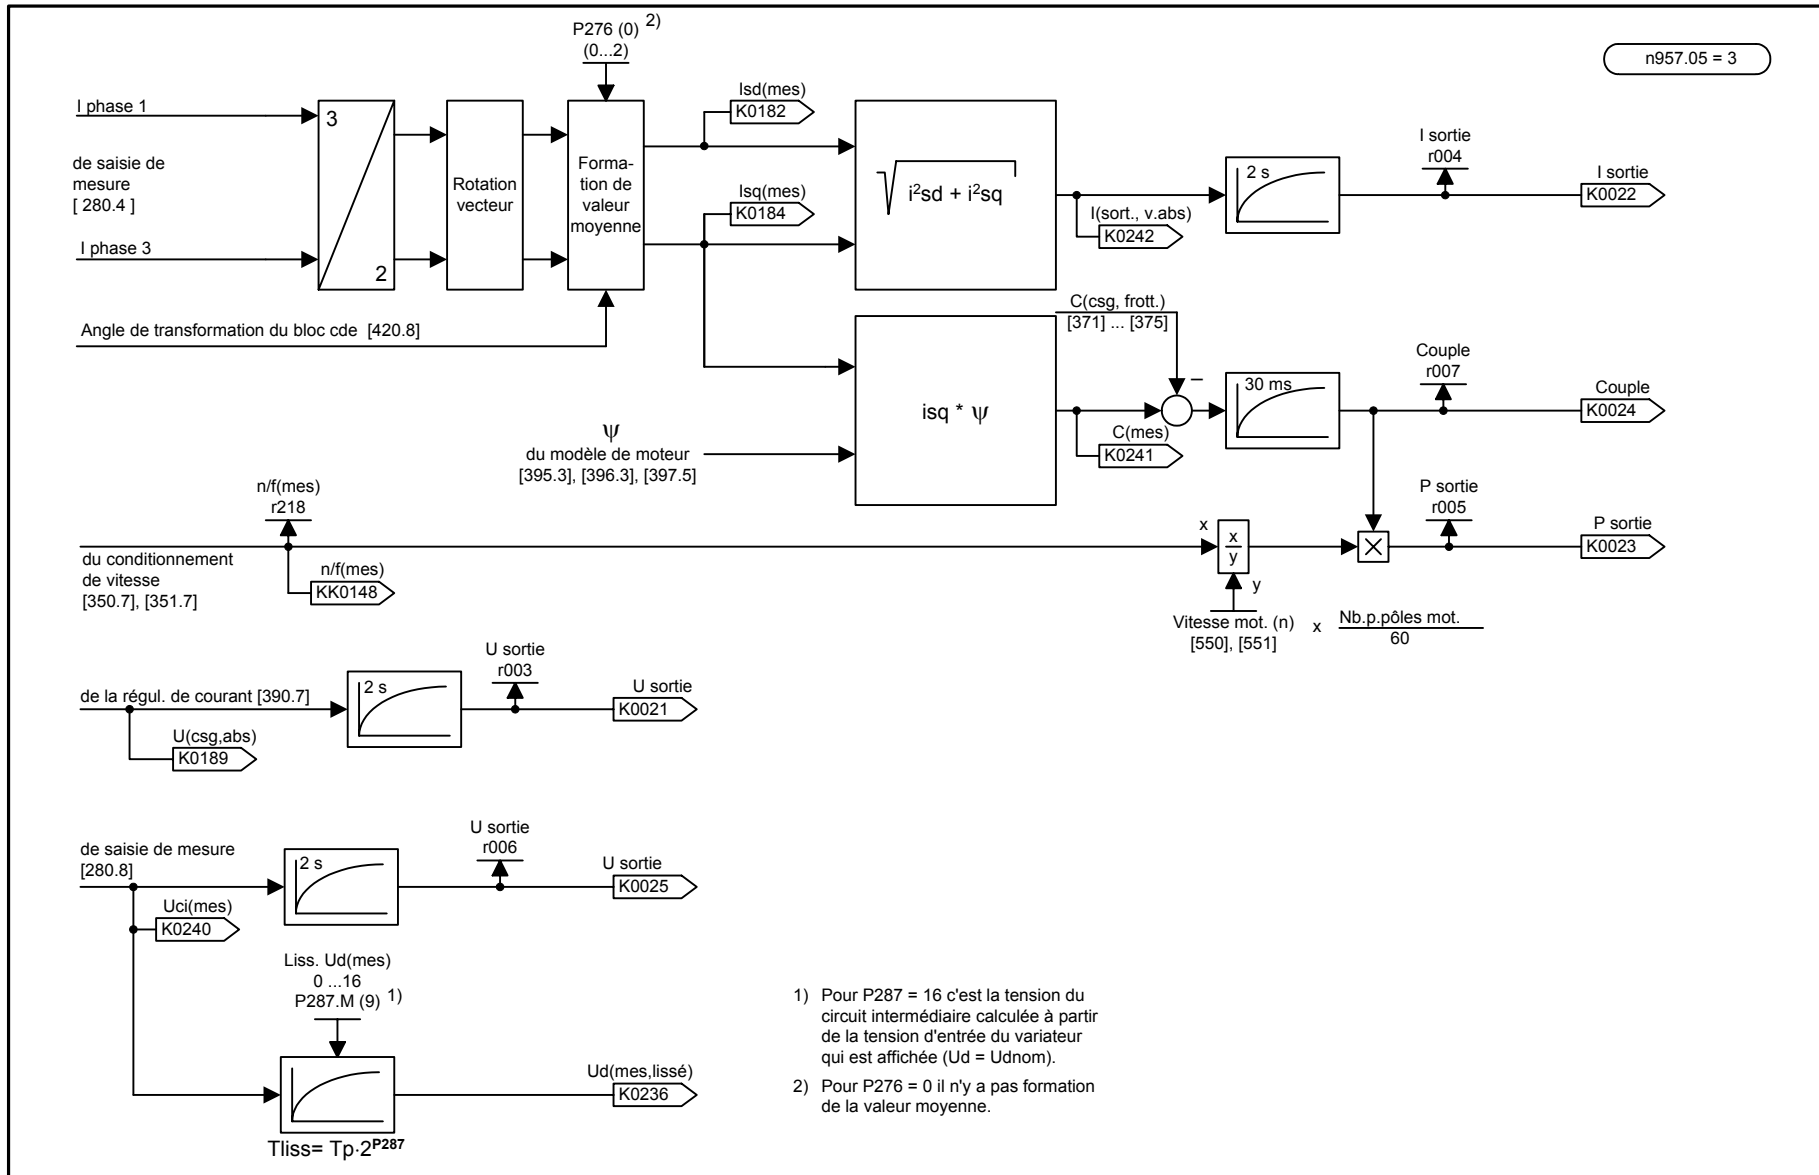 P276 (0) 2)
(0...2)
n957.05 = 3
I phase 1
de saisie de
mesure
[ 280.4 ]
I phase 3
3
2
Rotation
vecteur
Forma-
tion de
valeur
moyenne
Angle de transformation du bloc cde [420.8]
Isd(mes)
K0182
Isq(mes)
K0184
√ i²sd + i²sq
I(sort., v.abs)
K0242
2 s
I sortie
r004
I sortie
K0022
C(csg, frott.)
[371] ... [375]
–
isq * ψ
ψ
du modèle de moteur
[395.3], [396.3], [397.5]
C(mes)
K0241
30 ms
Couple
r007
Couple
K0024
n/f(mes)
r218
du conditionnement
de vitesse
[350.7], [351.7]
n/f(mes)
KK0148
x
x
y
y
Vitesse mot. (n) x Nb.p.pôles mot.
[550], [551]
60
P sortie
r005
P sortie
K0023
de la régul. de courant [390.7]
U(csg,abs)
K0189
2 s
U sortie
r003
U sortie
K0021
de saisie de mesure
[280.8]
Uci(mes)
K0240
2 s
U sortie
r006
U sortie
K0025
Liss. Ud(mes)
0 ...16
P287.M (9) 1)
Tliss= Tp·2^P287
Ud(mes,lissé)
K0236
1) Pour P287 = 16 c'est la tension du
circuit intermédiaire calculée à partir
de la tension d'entrée du variateur
qui est affichée (Ud = Udnom).
2) Pour P276 = 0 il n'y a pas formation
de la valeur moyenne.